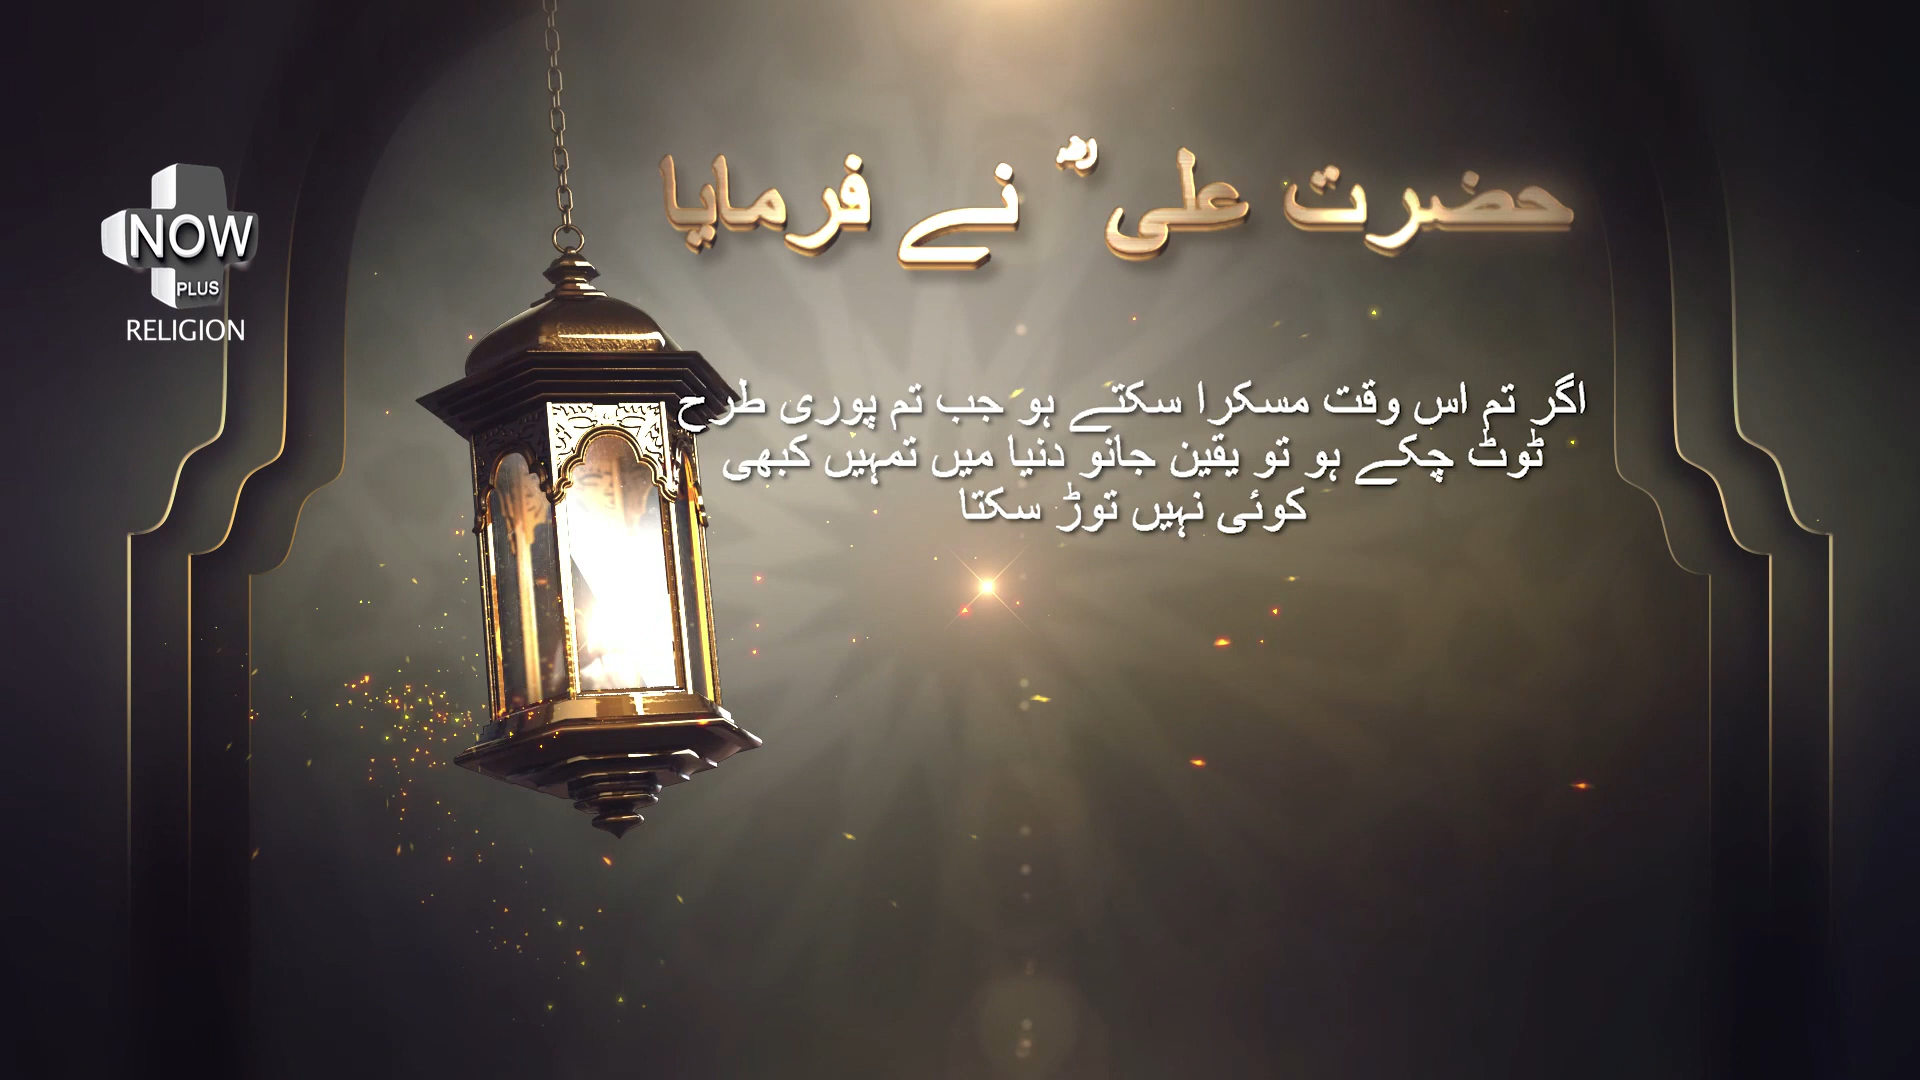 حضرت علی ؓ نے فرمایا
NOW
PLUS
RELIGION
اگر تم اس وقت مسکرا سکتے ہو جب تم پوری طرح
ٹوٹ چکے ہو تو یقین جانو دنیا میں تمہیں کبھی
کوئی نہیں توڑ سکتا